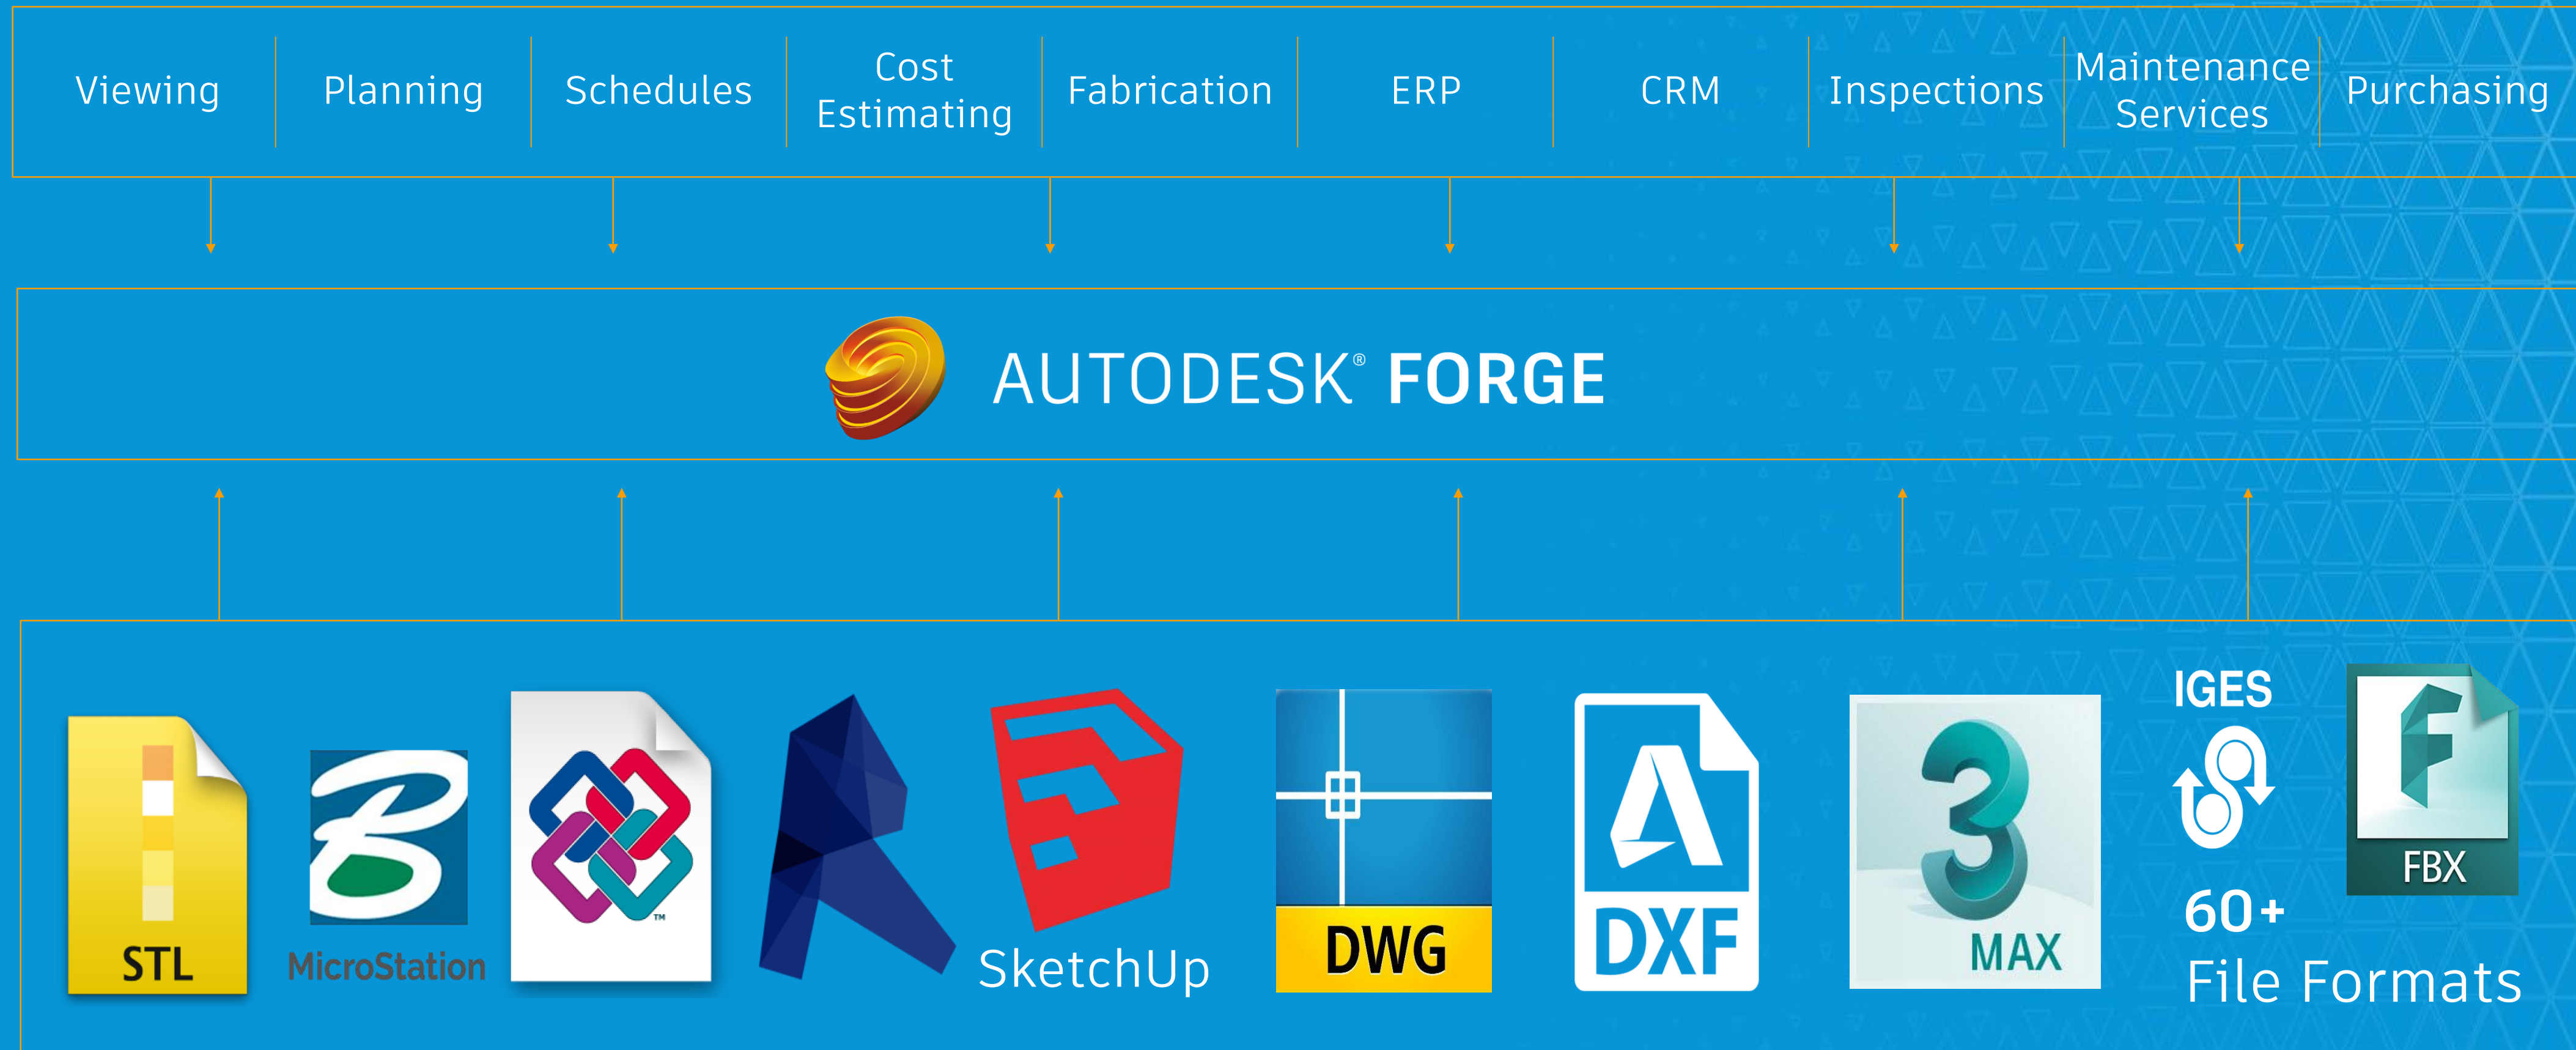 Viewing
Planning
Schedules
Cost
Estimating
Fabrication
ERP
CRM
Inspections
Maintenance
Services
Purchasing
AUTODESK® FORGE
STL
MicroStation
TM
SketchUp
DWG
DXF
MAX
IGES
FBX
60+
File Formats